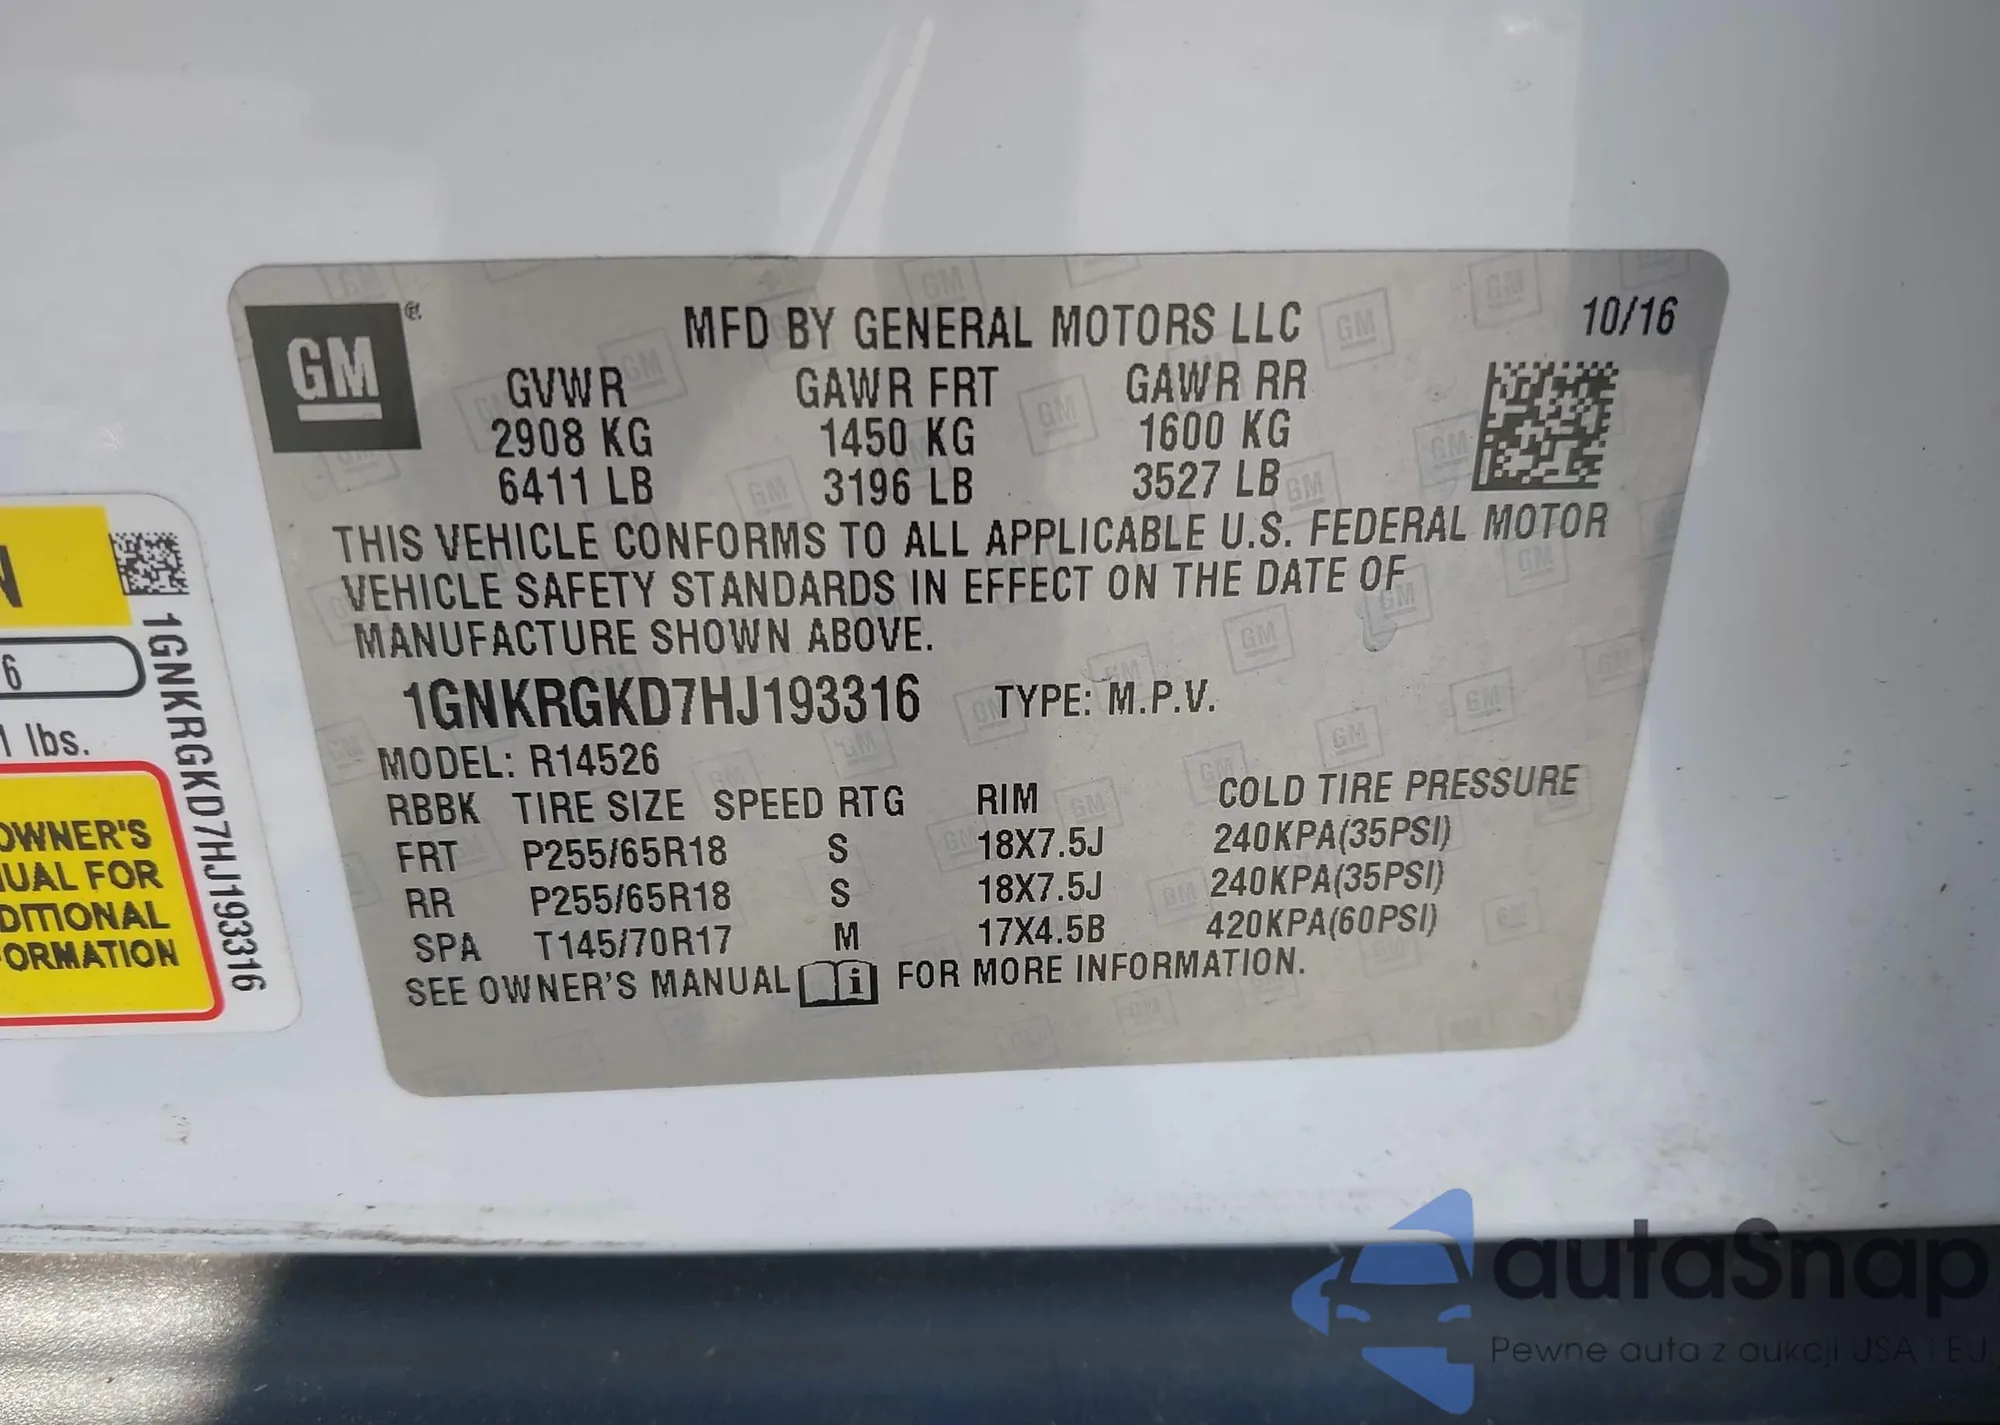 GM
®
MFD BY GENERAL MOTORS LLC
10/16
GVWR GAWR FRT GAWR RR
2908 KG 1450 KG 1600 KG
6411 LB 3196 LB 3527 LB
THIS VEHICLE CONFORMS TO ALL APPLICABLE U.S. FEDERAL MOTOR
VEHICLE SAFETY STANDARDS IN EFFECT ON THE DATE OF
MANUFACTURE SHOWN ABOVE.
1GNKRGKD7HJ193316 TYPE: M.P.V.
MODEL: R14526
RBBK TIRE SIZE SPEED RTG RIM COLD TIRE PRESSURE
FRT P255/65R18 S 18X7.5J 240KPA(35PSI)
RR P255/65R18 S 18X7.5J 240KPA(35PSI)
SPA T145/70R17 M 17X4.5B 420KPA(60PSI)
SEE OWNER'S MANUAL i FOR MORE INFORMATION.
N
6
1 lbs.
OWNER'S
UAL FOR
DITIONAL
ORMATION
1GNKRGKD7HJ193316
autaSnap
Pewne auta z aukcji USA i EU